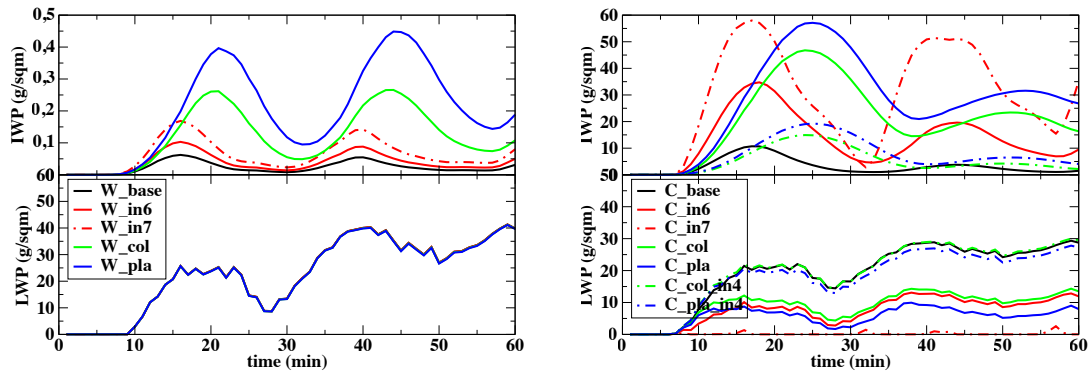 0,5
0,4
0,3
0,2
0,1
0
IWP (g/sqm)
60
50
40
30
20
10
0
LWP (g/sqm)
W_base
W_in6
W_in7
W_col
W_pla
0 10 20 30 40 50 60
time (min)
60
50
40
30
20
10
0
IWP (g/sqm)
50
40
30
20
10
0
LWP (g/sqm)
C_base
C_in6
C_in7
C_col
C_pla
C_col_in4
C_pla_in4
0 10 20 30 40 50 60
time (min)